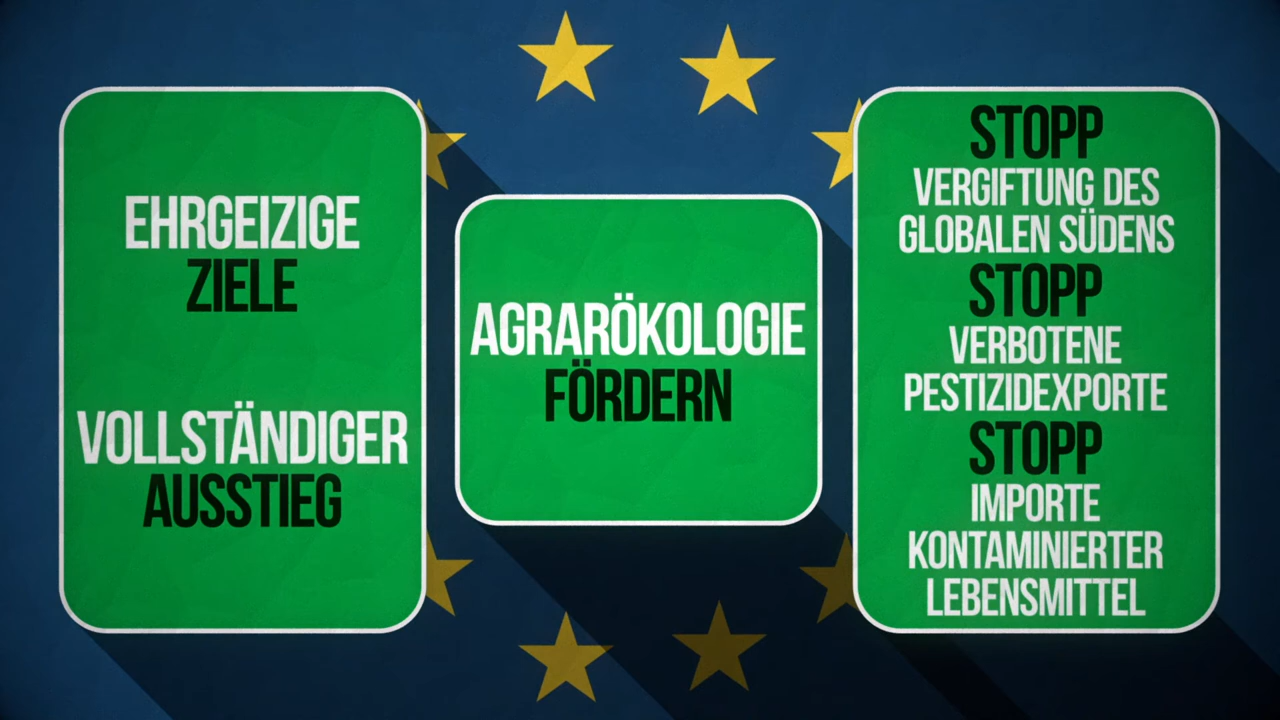 EHRGEIZIGE
ZIELE
VOLLSTÄNDIGER
AUSSTIEG
AGRARÖKOLOGIE
FÖRDERN
STOPP
VERGIFTUNG DES
GLOBALEN SÜDENS
STOPP
VERBOTENE
PESTIZIDEXPORTE
STOPP
IMPORTE
KONTAMINIERTER
LEBENSMITTEL